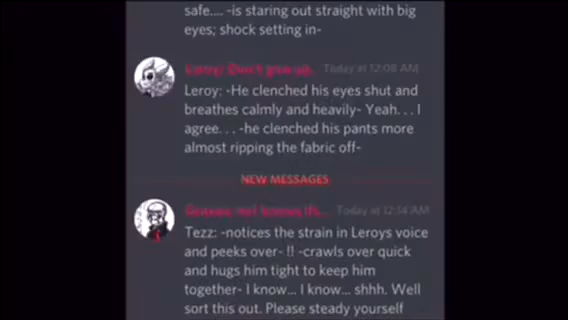 safe.... -is staring out straight with big
eyes; shock setting in-
Today at 12:08 AM
Leroy: -He clenched his eyes shut and
breathes calmly and heavily- Yeah. . . I
agree. . . -he clenched his pants more
almost ripping the fabric off-
NEW MESSAGES
Today at 12:14 AM
Tezz: -notices the strain in Leroys voice
and peeks over- !! -crawls over quick
and hugs him tight to keep him
together- I know... I know... shhh. Well
sort this out. Please steady yourself